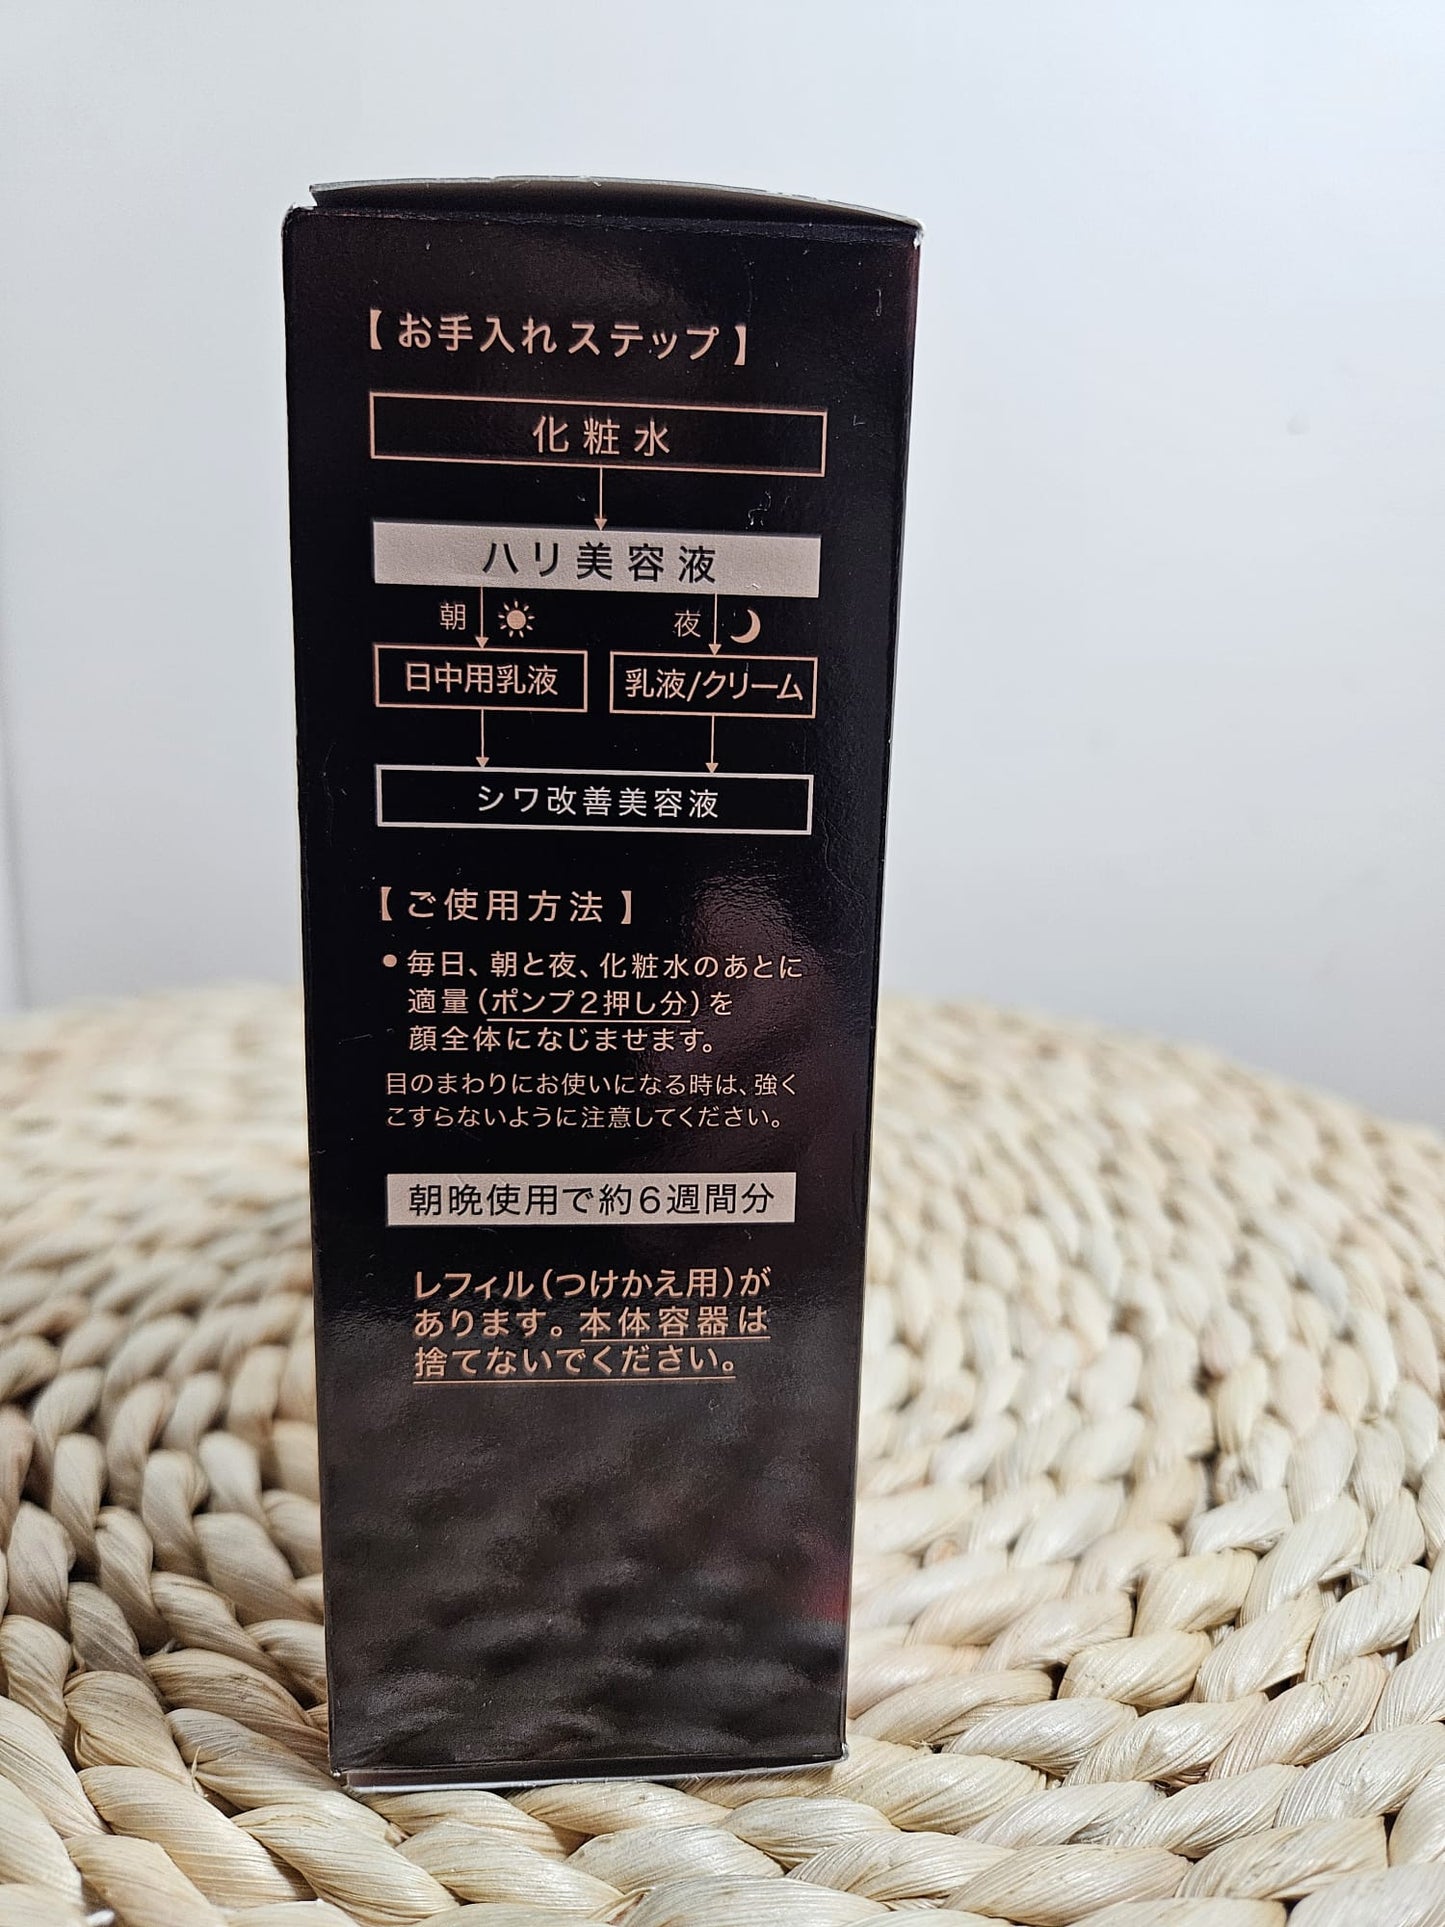 【お手入れステップ】
化粧水
ハリ美容液
朝 夜
日中用乳液 乳液/クリーム
シワ改善美容液
【ご使用方法】
●毎日、朝と夜、化粧水のあとに
適量(ポンプ2押し分)を
顔全体になじませます。
目のまわりにお使いになる時は、強く
こすらないように注意してください。
朝晩使用で約6週間分
レフィル(つけかえ用)が
あります。本体容器は
捨てないでください。